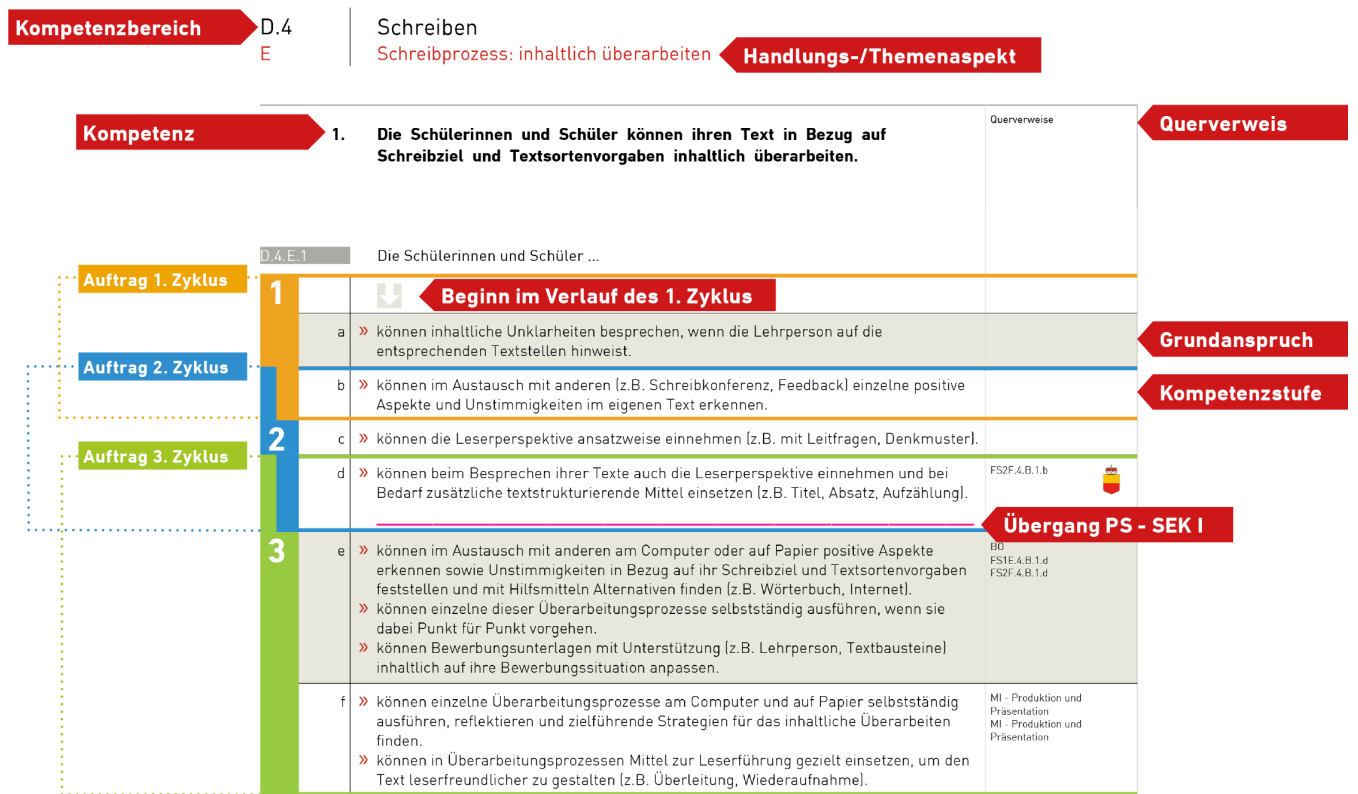 Kompetenzbereich
D.4
Schreiben
E
Schreibprozess: inhaltlich überarbeiten
Handlungs-/Themenaspekt
Kompetenz
1.
Die Schülerinnen und Schüler können ihren Text in Bezug auf
Schreibziel und Textsortenvorgaben inhaltlich überarbeiten.
Querverweise
Querverweis
D.4.E.1
Die Schülerinnen und Schüler ...
Auftrag 1. Zyklus
1
Beginn im Verlauf des 1. Zyklus
a
» können inhaltliche Unklarheiten besprechen, wenn die Lehrperson auf die
entsprechenden Textstellen hinweist.
Grundanspruch
Auftrag 2. Zyklus
b
» können im Austausch mit anderen (z.B. Schreibkonferenz, Feedback) einzelne positive
Aspekte und Unstimmigkeiten im eigenen Text erkennen.
Kompetenzstufe
2
c
» können die Leserperspektive ansatzweise einnehmen (z.B. mit Leitfragen, Denkmuster).
Auftrag 3. Zyklus
d
» können beim Besprechen ihrer Texte auch die Leserperspektive einnehmen und bei
Bedarf zusätzliche textstrukturierende Mittel einsetzen (z.B. Titel, Absatz, Aufzählung).
FS2F.4.B.1.b
Übergang PS - SEK I
3
e
» können im Austausch mit anderen am Computer oder auf Papier positive Aspekte
erkennen sowie Unstimmigkeiten in Bezug auf ihr Schreibziel und Textsortenvorgaben
feststellen und mit Hilfsmitteln Alternativen finden (z.B. Wörterbuch, Internet).
» können einzelne dieser Überarbeitungsprozesse selbstständig ausführen, wenn sie
dabei Punkt für Punkt vorgehen.
» können Bewerbungsunterlagen mit Unterstützung (z.B. Lehrperson, Textbausteine)
inhaltlich auf ihre Bewerbungssituation anpassen.
BO
FS1E.4.B.1.d
FS2F.4.B.1.d
f
» können einzelne Überarbeitungsprozesse am Computer und auf Papier selbstständig
ausführen, reflektieren und zielführende Strategien für das inhaltliche Überarbeiten
finden.
» können in Überarbeitungsprozessen Mittel zur Leserführung gezielt einsetzen, um den
Text leserfreundlicher zu gestalten (z.B. Überleitung, Wiederaufnahme).
MI - Produktion und
Präsentation
MI - Produktion und
Präsentation